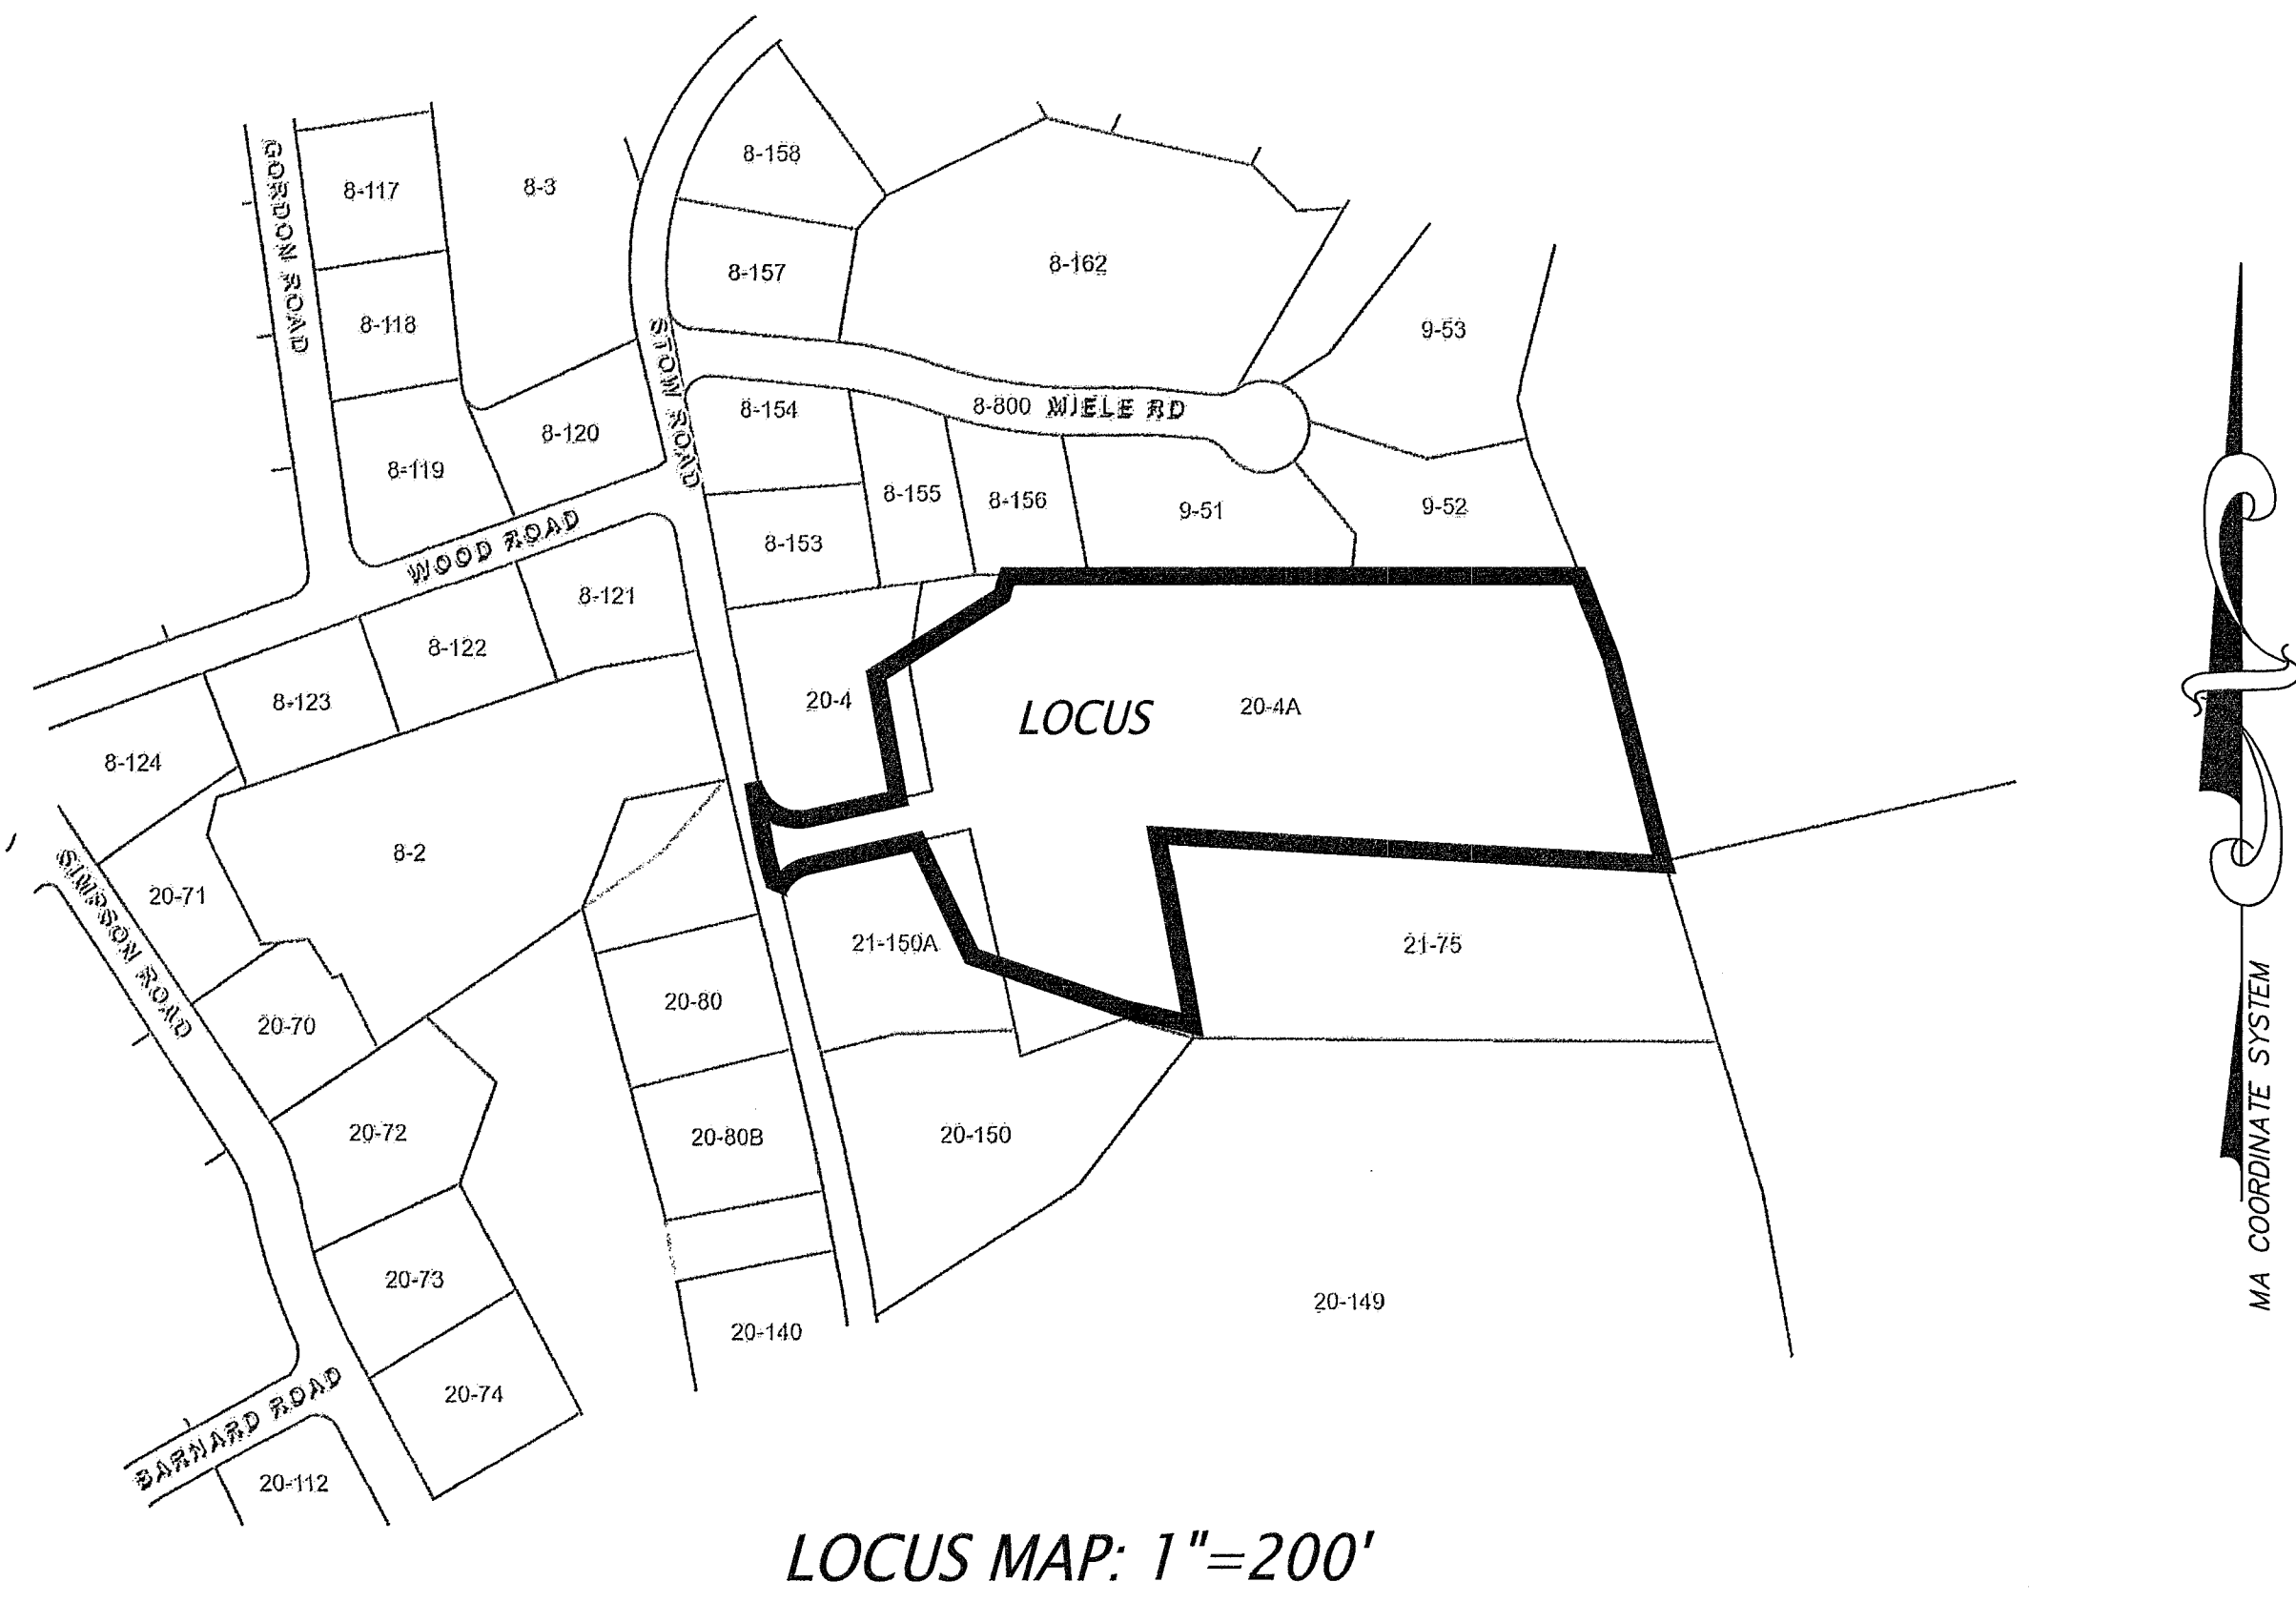 GORDON ROAD
8-117
8-3
8-158
8-118
8-157
8-162
STOW ROAD
9-53
8-119
8-120
8-154
8-800 MIELE RD
8-155
8-156
9-51
9-52
WOOD ROAD
8-153
8-121
8-122
8-123
8-124
20-4
LOCUS
20-4A
SIMPSON ROAD
20-71
8-2
21-150A
21-75
20-70
20-80
20-72
20-80B
20-150
20-73
20-149
20-140
20-74
BARNARD ROAD
20-112
MA COORDINATE SYSTEM
LOCUS MAP: 1"=200'